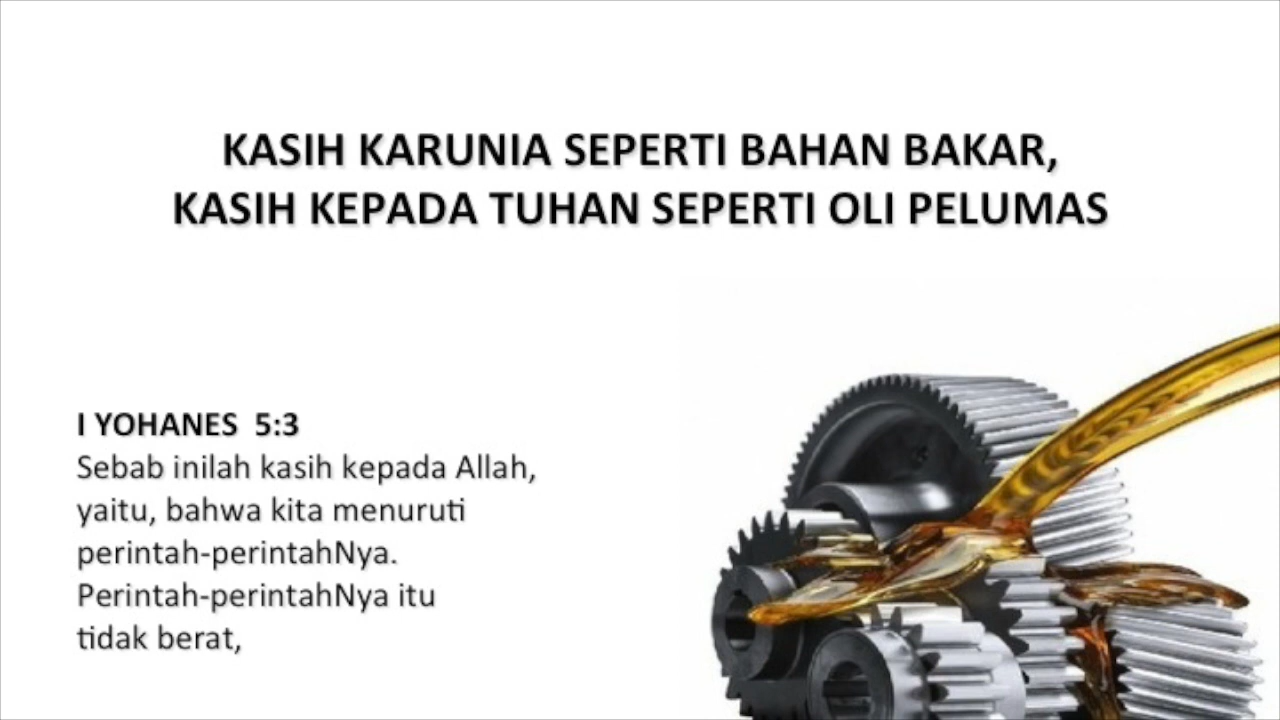 KASIH KARUNIA SEPERTI BAHAN BAKAR,
KASIH KEPADA TUHAN SEPERTI OLI PELUMAS
I YOHANES  5:3
Sebab inilah kasih kepada Allah,
yaitu, bahwa kita menuruti
perintah-perintahNya.
Perintah-perintahNya itu
tidak berat,